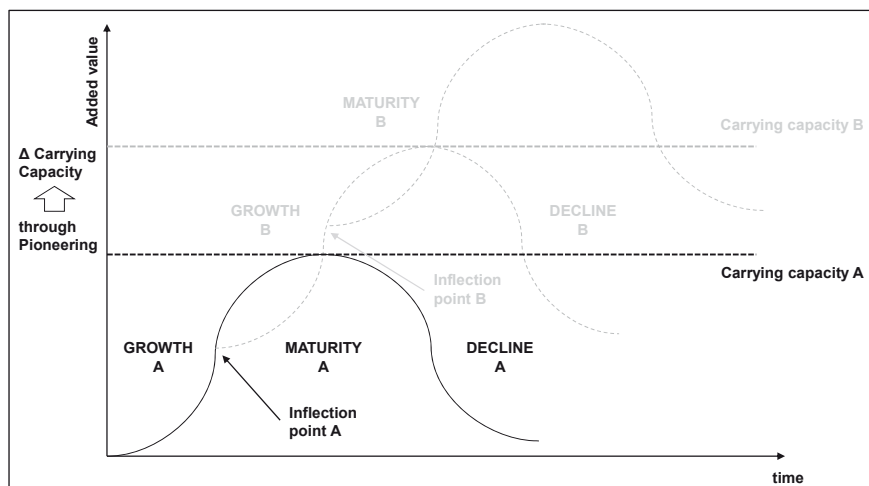 Added value
MATURITY
B
Carrying capacity B
Δ Carrying
Capacity
through
Pioneering
GROWTH
B
DECLINE
B
Carrying capacity A
Inflection
point B
GROWTH
A
MATURITY
A
DECLINE
A
Inflection
point A
time